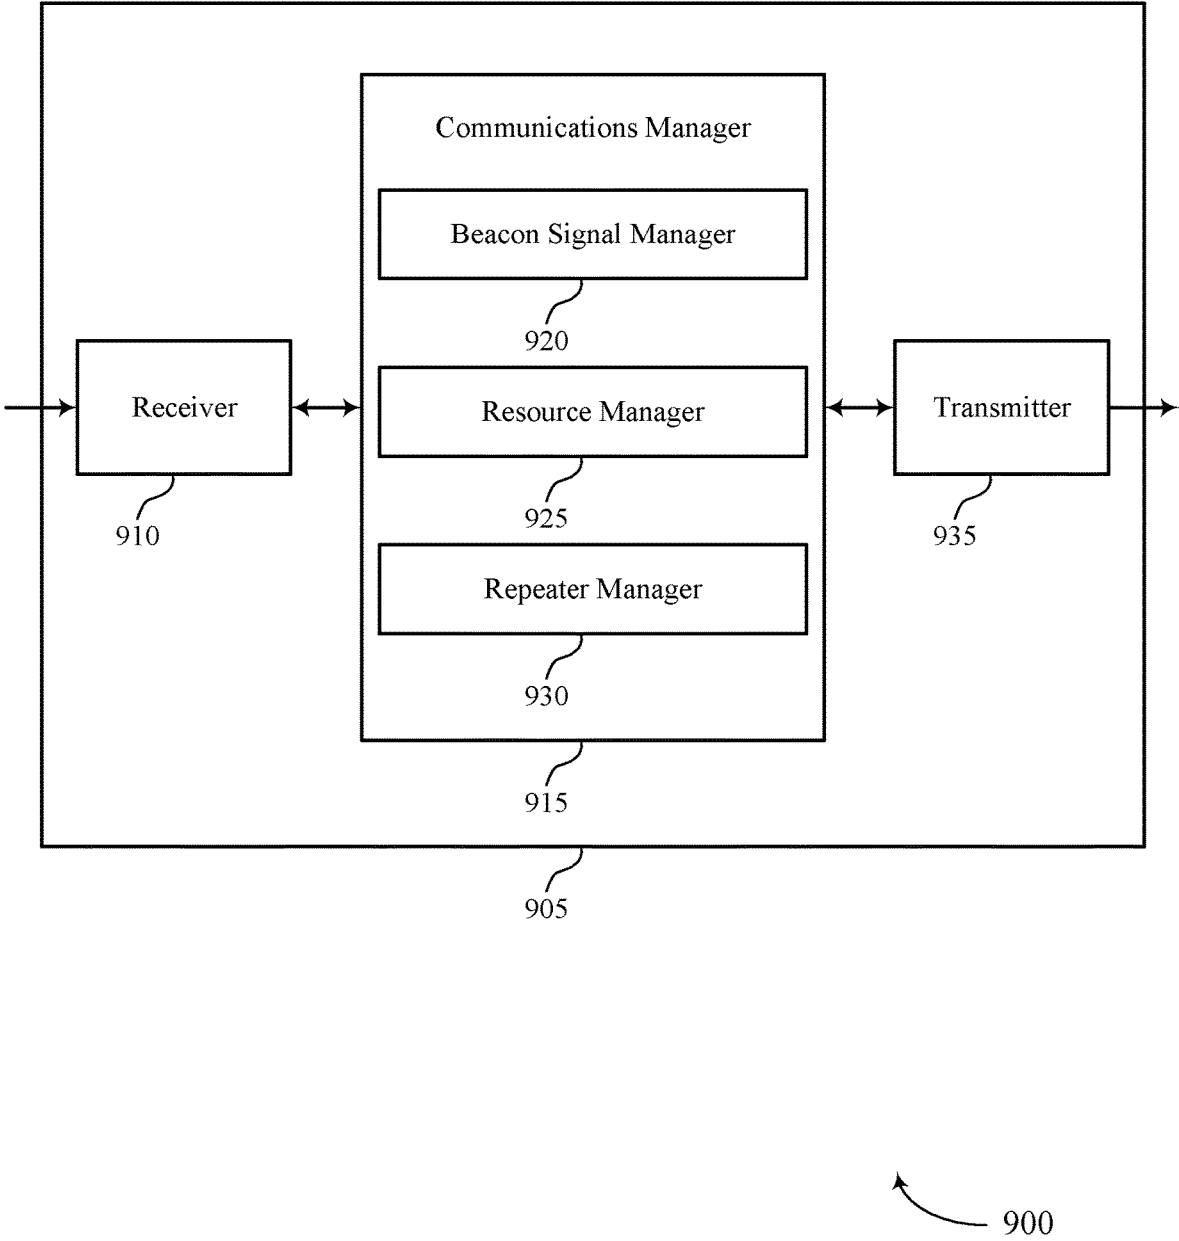 Communications Manager
Beacon Signal Manager
920
Receiver
910
Resource Manager
925
Transmitter
935
Repeater Manager
930
915
905
900